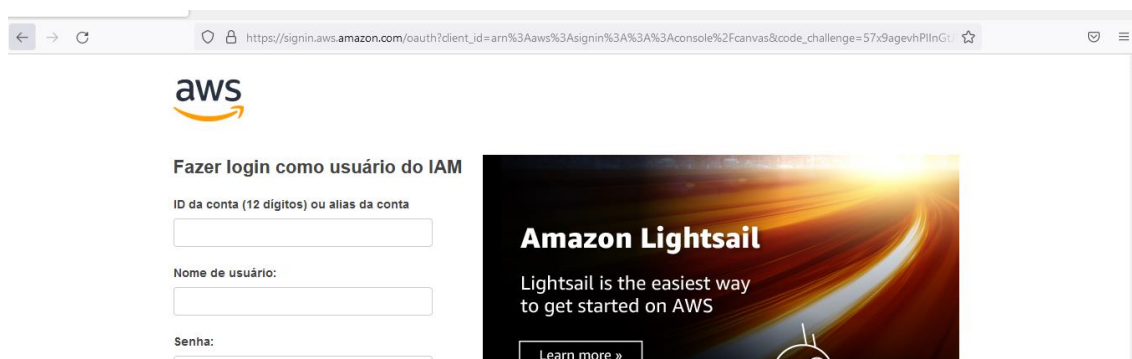 https://signin.aws.amazon.com/oauth?client_id=arn%3Aaws%3Asignin%3A%3A%3Aconsole%2Fcanvas&code_challenge=57x9agevhPIInGt
aws
Fazer login como usuário do IAM
ID da conta (12 dígitos) ou alias da conta
Nome de usuário:
Senha:
Amazon Lightsail
Lightsail is the easiest way
to get started on AWS
Learn more »